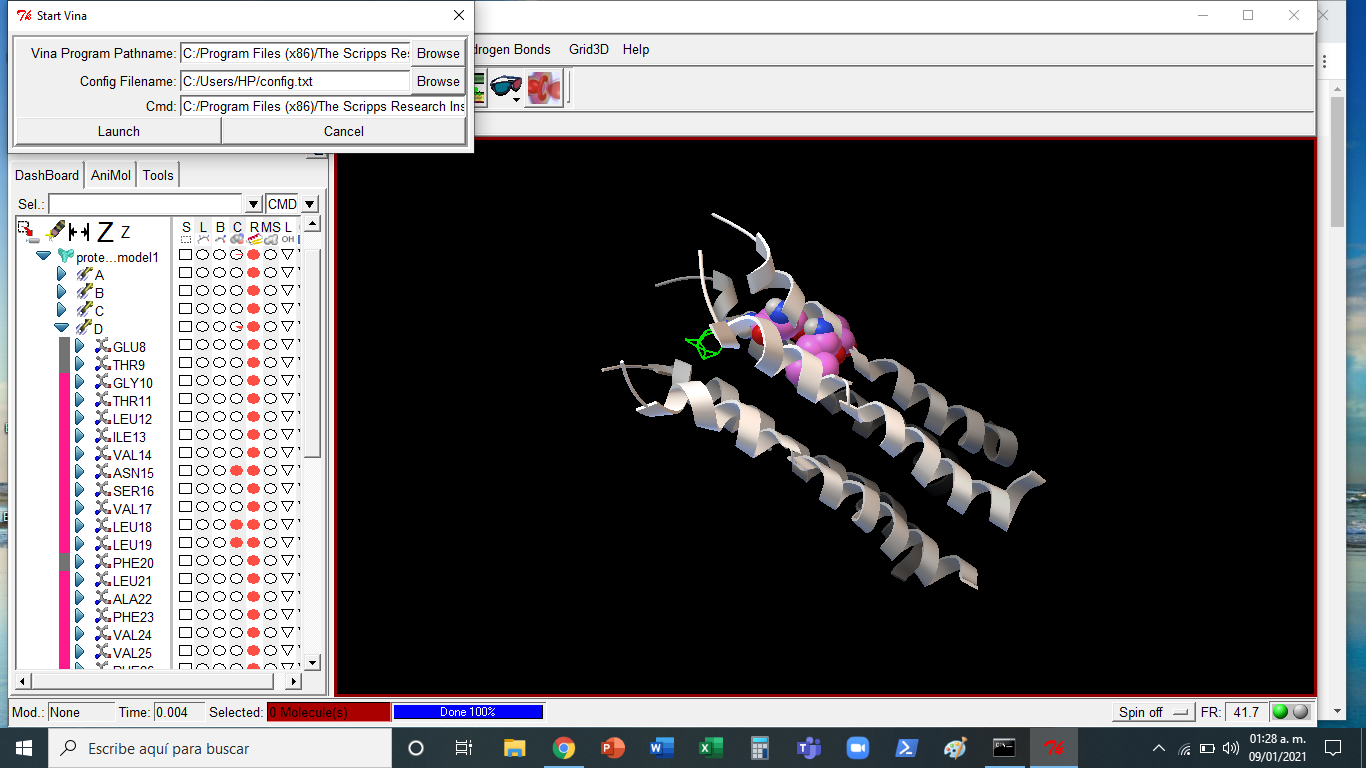 Start Vina
Vina Program Pathname: C:/Program Files (x86)/The Scripps Res Browse
Config Filename: C:/Users/HP/config.txt Browse
Cmd: C:/Program Files (x86)/The Scripps Research Ins
Launch Cancel
drogen Bonds Grid3D Help
DashBoard AniMol Tools
Sel.: CMD
Z Z S L B C R MS L
OH
prote...model1
A
B
C
D
GLU8
THR9
GLY10
THR11
LEU12
ILE13
VAL14
ASN15
SER16
VAL17
LEU18
LEU19
PHE20
LEU21
ALA22
PHE23
VAL24
VAL25
PHE26
Mod.: None Time: 0.004 Selected: 0 Molecule(s) Done 100% Spin off FR: 41.7
Escribe aquí para buscar
01:28 a. m.
09/01/2021